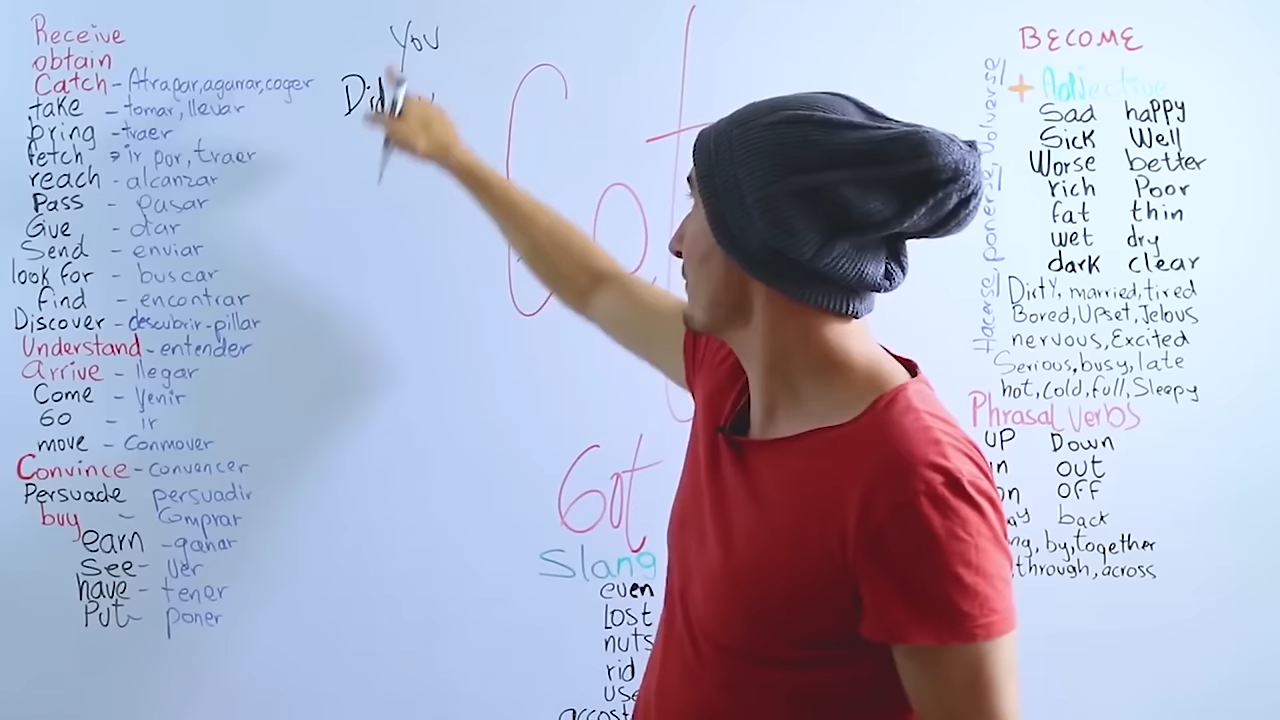 Receive
obtain
Catch - Atrapar, agarrar, coger
take - tomar, llevar
bring - traer
fetch → ir por, traer
reach - alcanzar
Pass - pasar
Give - dar
Send - enviar
look for - buscar
find - encontrar
Discover - descubrir - pillar
Understand - entender
Arrive - llegar
Come - Venir
GO - ir
move - Conmover
Convince - convencer
Persuade persuadir
buy - Comprar
earn - ganar
See - Ver
have - tener
Put - poner
You
Did
Get
Got
Slang
even
Lost
nuts
rid
BECOME
+ Adjective
Hacerse, ponerse, Volverse
Sad happy
Sick Well
Worse better
rich Poor
fat thin
wet dry
dark clear
Dirty, married, tired
Bored, Upset, Jelous
nervous, Excited
Serious, busy, late
hot, Cold, full, Sleepy
Phrasal verbs
UP Down
in out
on OFF
back
by, together
through, across